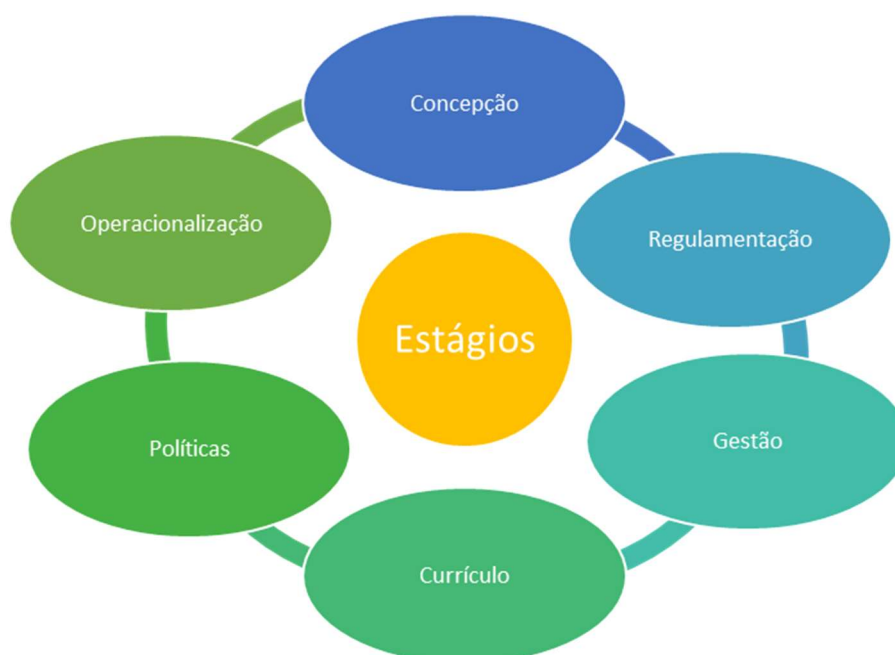 Concepção
Regulamentação
Gestão
Currículo
Políticas
Operacionalização
Estágios